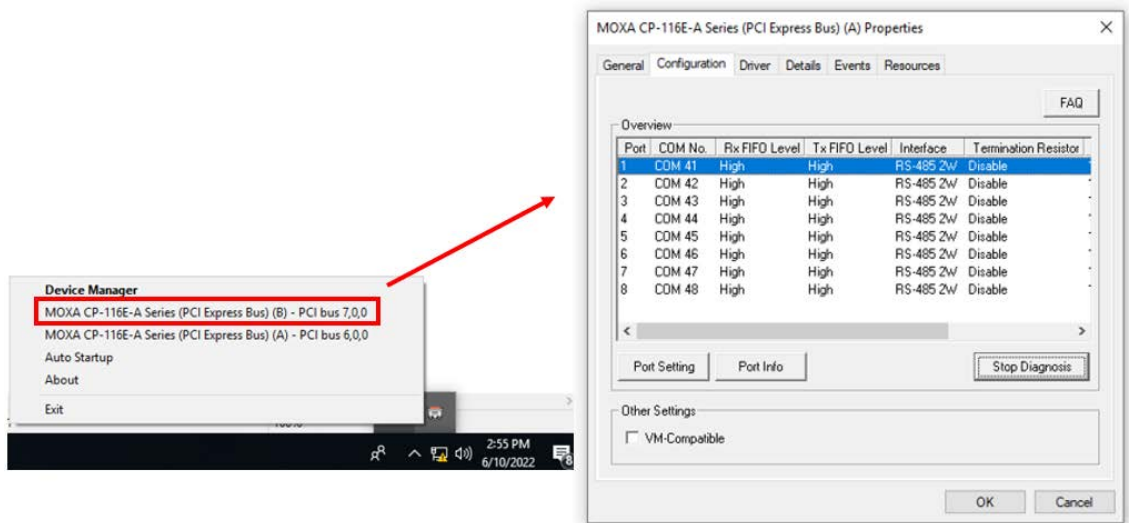 Device Manager
MOXA CP-116E-A Series (PCI Express Bus) (B) - PCI bus 7,0,0
MOXA CP-116E-A Series (PCI Express Bus) (A) - PCI bus 6,0,0
Auto Startup
About
Exit
2:55 PM
6/10/2022
8
MOXA CP-116E-A Series (PCI Express Bus) (A) Properties
General Configuration Driver Details Events Resources
FAQ
Overview
Port COM No. Rx FIFO Level Tx FIFO Level Interface Termination Resistor
1 COM 41 High High RS-485 2W Disable
2 COM 42 High High RS-485 2W Disable
3 COM 43 High High RS-485 2W Disable
4 COM 44 High High RS-485 2W Disable
5 COM 45 High High RS-485 2W Disable
6 COM 46 High High RS-485 2W Disable
7 COM 47 High High RS-485 2W Disable
8 COM 48 High High RS-485 2W Disable
Port Setting Port Info Stop Diagnosis
Other Settings
VM-Compatible
OK Cancel